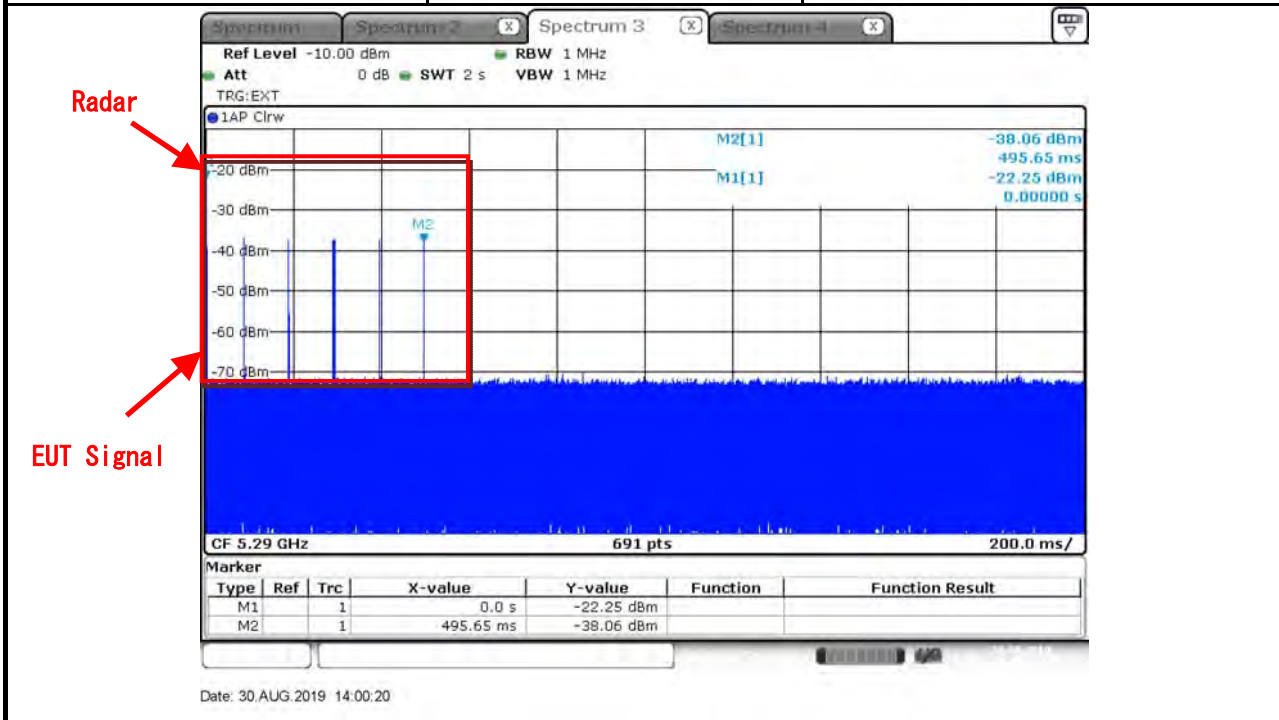 Spectrum Spectrum 2 X Spectrum 3 X Spectrum 4 X
Ref Level -10.00 dBm RBW 1 MHz
Att 0 dB SWT 2 s VBW 1 MHz
TRG:EXT
1AP Clrw
Radar
M2[1] -38.06 dBm
495.65 ms
M1[1] -22.25 dBm
0.00000 s
-20 dBm
-30 dBm
M2
-40 dBm
-50 dBm
-60 dBm
-70 dBm
EUT Signal
CF 5.29 GHz 691 pts 200.0 ms/
Marker
Type Ref Trc X-value Y-value Function Function Result
M1 1 0.0 s -22.25 dBm
M2 1 495.65 ms -38.06 dBm
Date: 30.AUG.2019 14:00:20